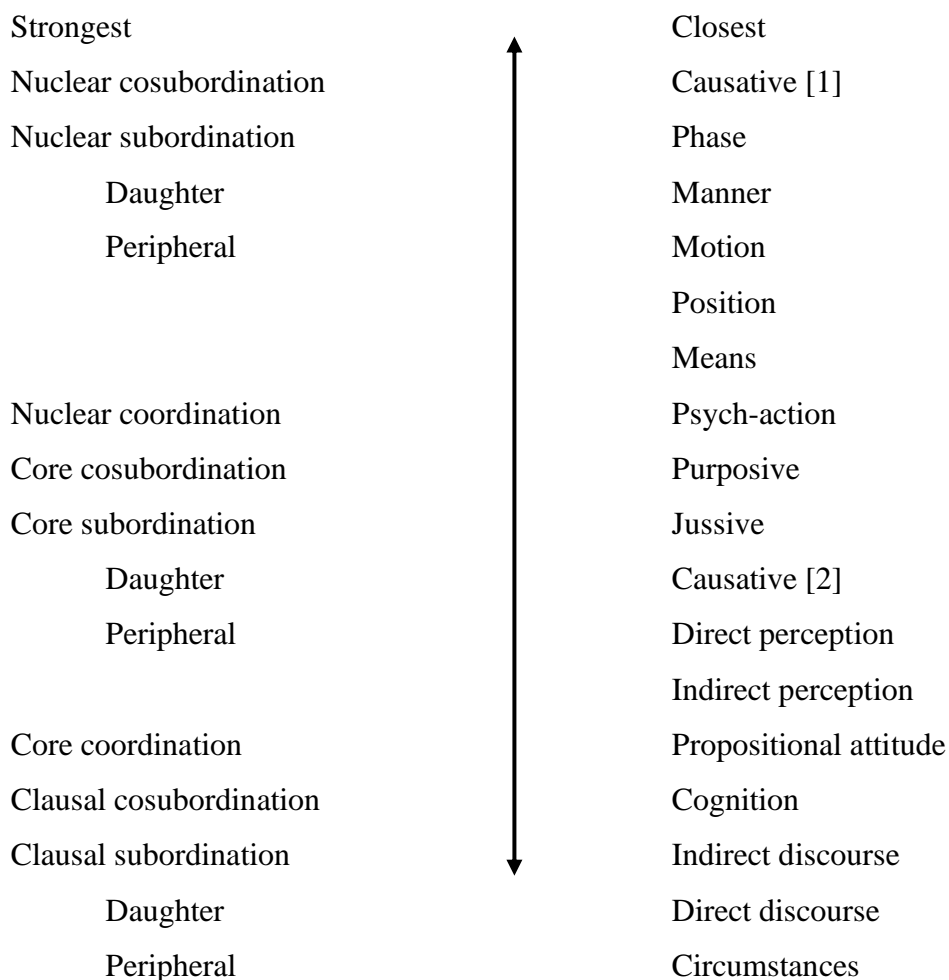 Strongest Closest
Nuclear cosubordination Causative [1]
Nuclear subordination Phase
Daughter Manner
Peripheral Motion
Position
Means
Nuclear coordination Psych-action
Core cosubordination Purposive
Core subordination Jussive
Daughter Causative [2]
Peripheral Direct perception
Indirect perception
Core coordination Propositional attitude
Clausal cosubordination Cognition
Clausal subordination Indirect discourse
Daughter Direct discourse
Peripheral Circumstances